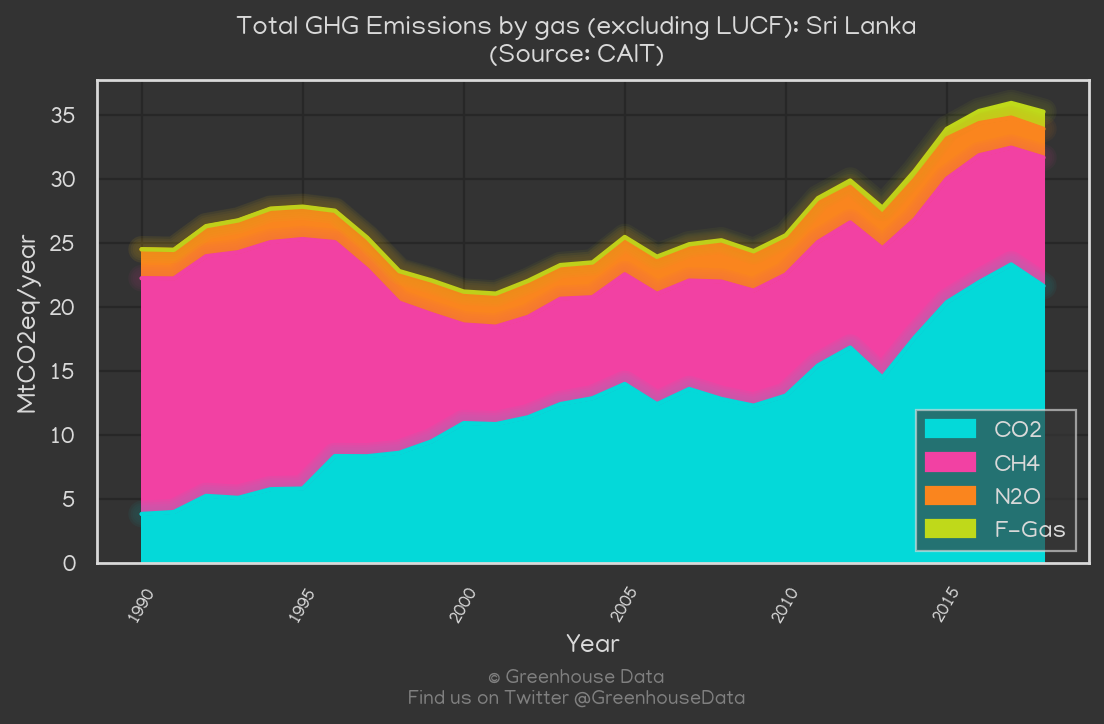 Total GHG Emissions by gas (excluding LUCF): Sri Lanka
(Source: CAIT)
MtCO2eq/year
35
30
25
20
15
10
5
0
CO2
CH4
N2O
F-Gas
1990
1995
2000
2005
2010
2015
Year
© Greenhouse Data
Find us on Twitter @GreenhouseData